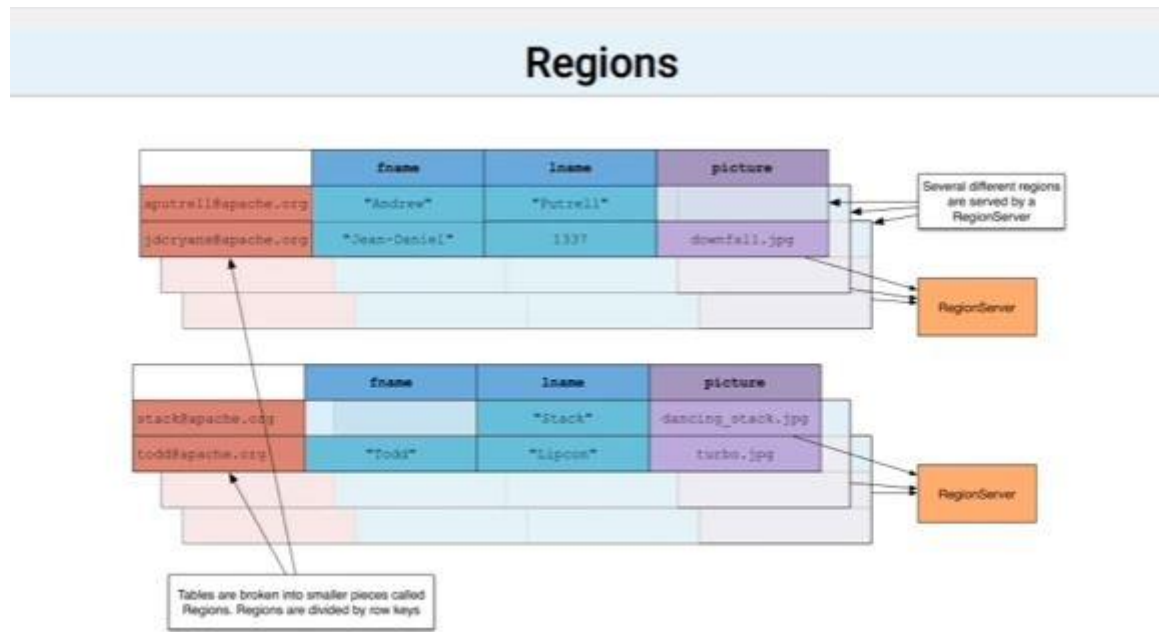 Regions
fname lname picture
aputrell@apache.org "Andrew" "Putrell"
jdcryans@apache.org "Jean-Daniel" 1337 downfall.jpg
Several different regions
are served by a
RegionServer
RegionServer
fname lname picture
stack@apache.org "Stack" dancing_stack.jpg
todd@apache.org "Todd" "Lipcon" turbo.jpg
RegionServer
Tables are broken into smaller pieces called
Regions. Regions are divided by row keys